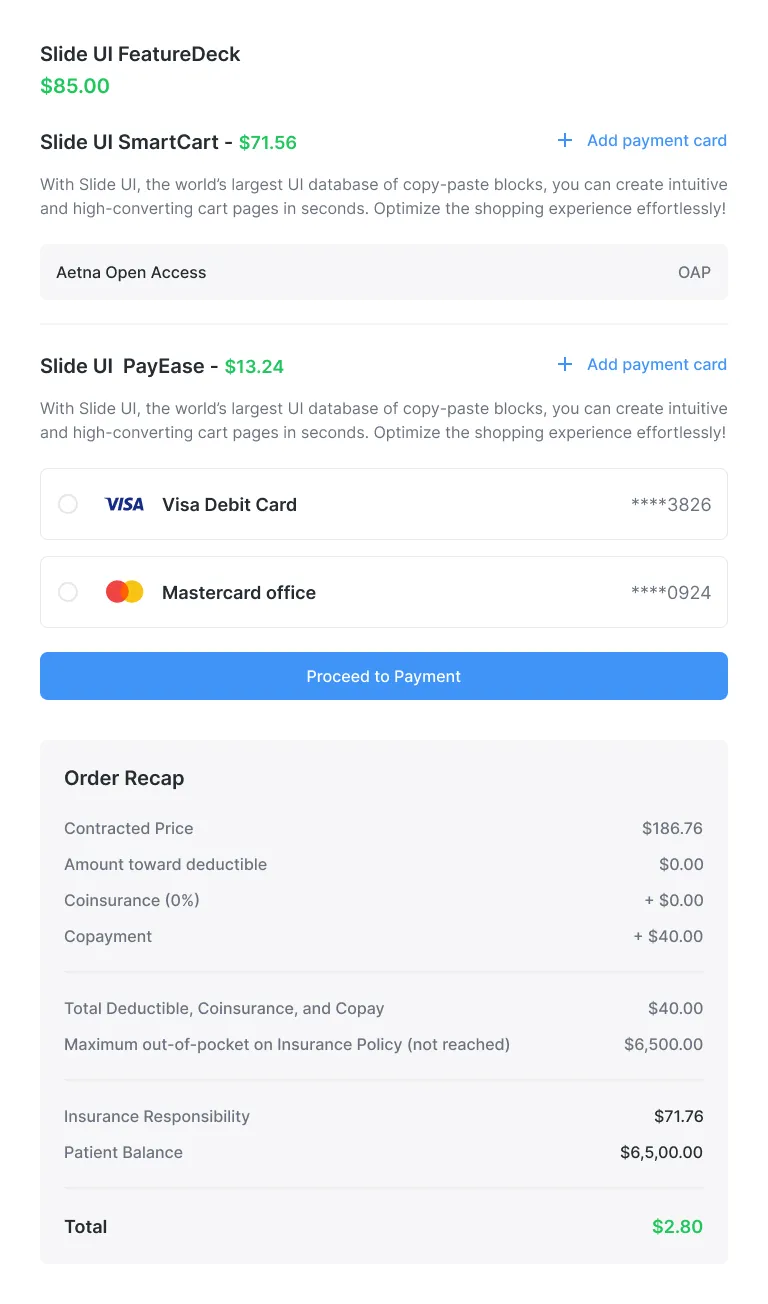 Slide UI FeatureDeck
$85.00
Slide UI SmartCart - $71.56
+ Add payment card
With Slide UI, the world’s largest UI database of copy-paste blocks, you can create intuitive
and high-converting cart pages in seconds. Optimize the shopping experience effortlessly!
Aetna Open Access OAP
Slide UI  PayEase - $13.24
+ Add payment card
With Slide UI, the world’s largest UI database of copy-paste blocks, you can create intuitive
and high-converting cart pages in seconds. Optimize the shopping experience effortlessly!
VISA Visa Debit Card ****3826
Mastercard office ****0924
Proceed to Payment
Order Recap
Contracted Price $186.76
Amount toward deductible $0.00
Coinsurance (0%) + $0.00
Copayment + $40.00
Total Deductible, Coinsurance, and Copay $40.00
Maximum out-of-pocket on Insurance Policy (not reached) $6,500.00
Insurance Responsibility $71.76
Patient Balance $6,5,00.00
Total $2.80